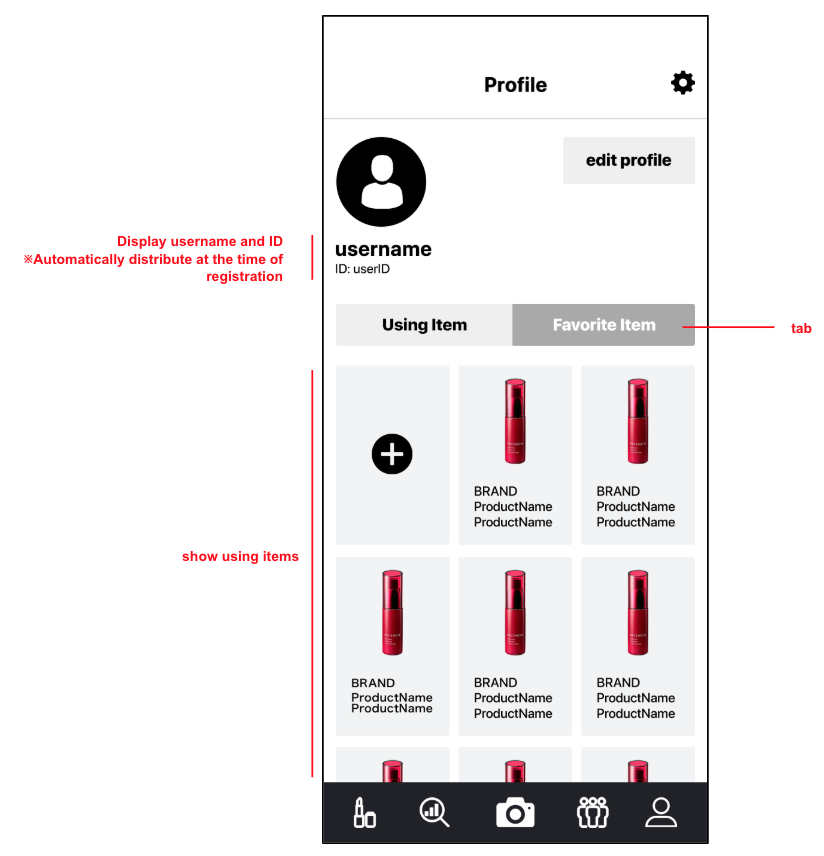 Profile
edit profile
Display username and ID
※Automatically distribute at the time of
registration
username
ID: userID
Using Item
Favorite Item
tab
BRAND
ProductName
ProductName
BRAND
ProductName
ProductName
show using items
BRAND
ProductName
ProductName
BRAND
ProductName
ProductName
BRAND
ProductName
ProductName